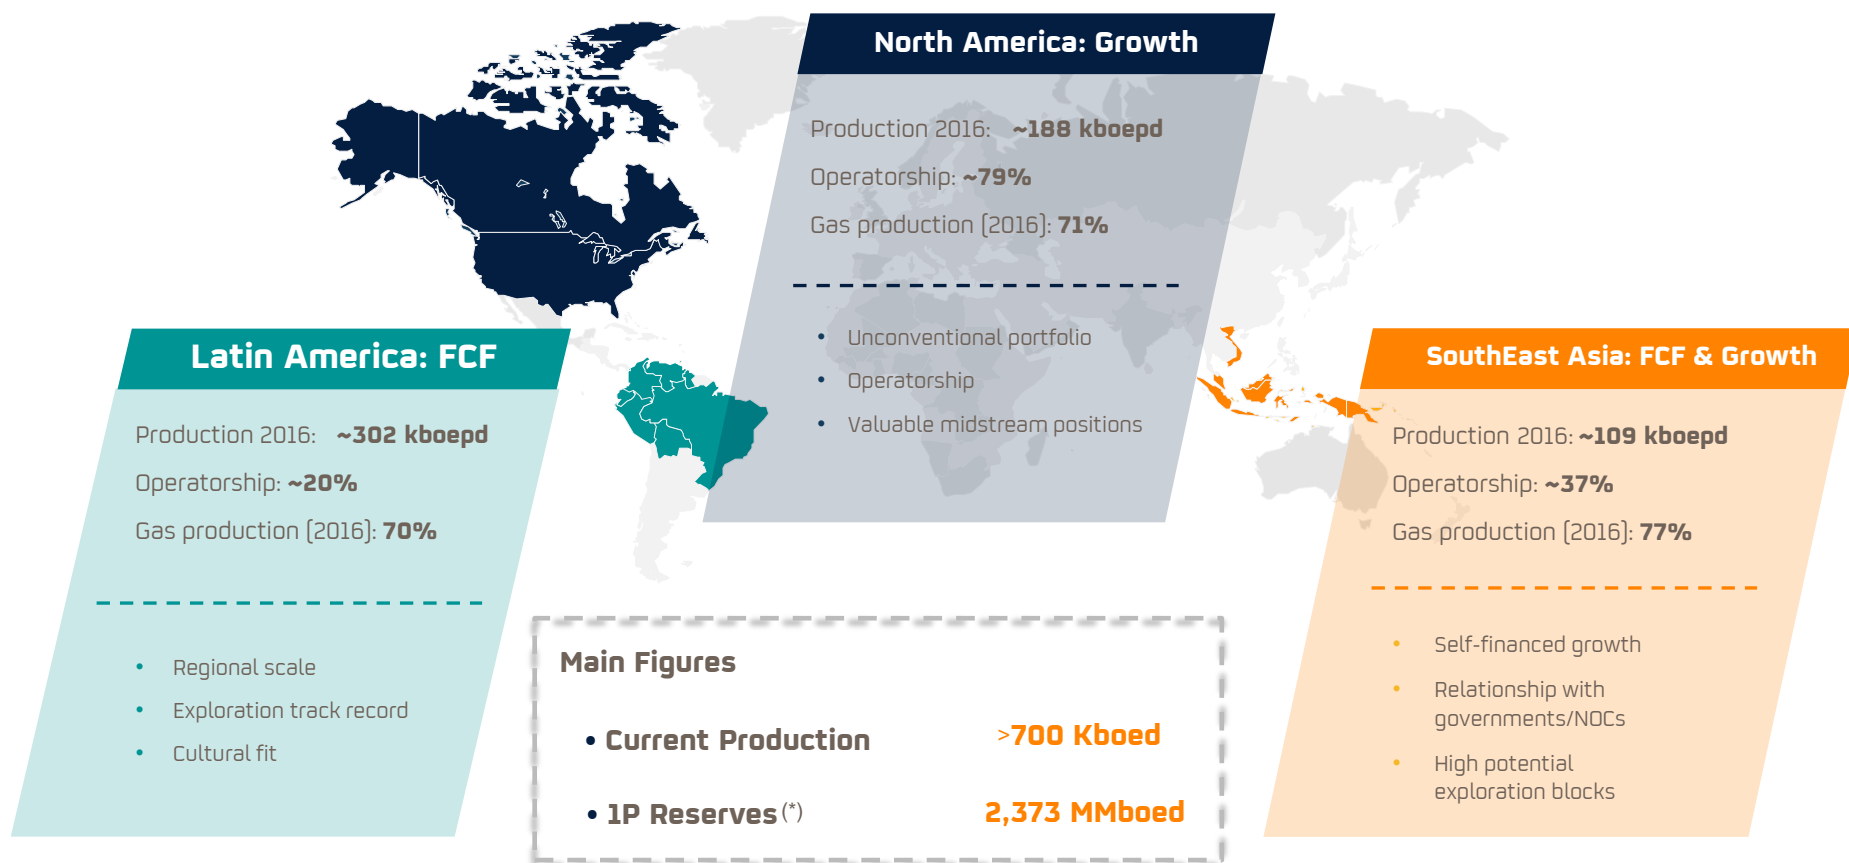 North America: Growth
Production 2016: ~188 kboepd
Operatorship: ~79%
Gas production (2016): 71%
• Unconventional portfolio
• Operatorship
• Valuable midstream positions
Latin America: FCF
Production 2016: ~302 kboepd
Operatorship: ~20%
Gas production (2016): 70%
• Regional scale
• Exploration track record
• Cultural fit
SouthEast Asia: FCF & Growth
Production 2016: ~109 kboepd
Operatorship: ~37%
Gas production (2016): 77%
• Self-financed growth
• Relationship with
governments/NOCs
• High potential
exploration blocks
Main Figures
• Current Production >700 Kboed
• 1P Reserves (*) 2,373 MMboed